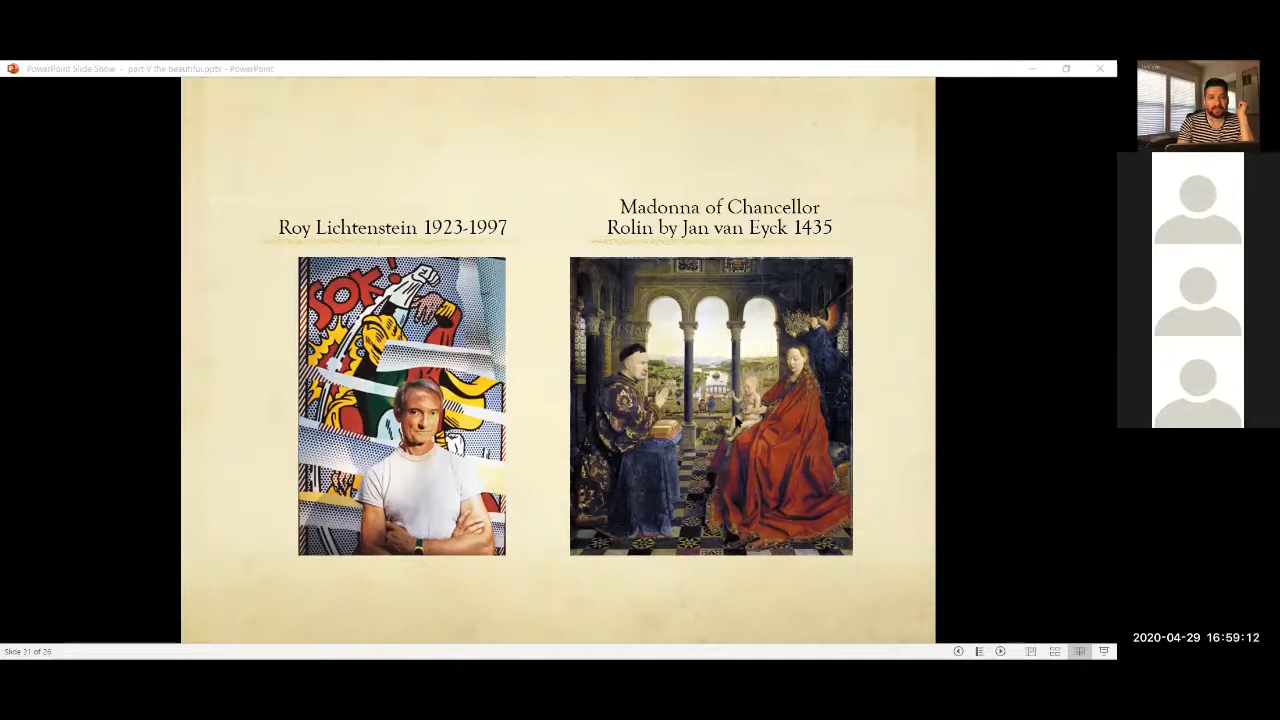 PowerPoint Slide Show - part V the beautiful.pptx - PowerPoint
Roy Lichtenstein 1923-1997
Madonna of Chancellor
Rolin by Jan van Eyck 1435
SOK!
2020-04-29 16:59:12
Slide 21 of 26